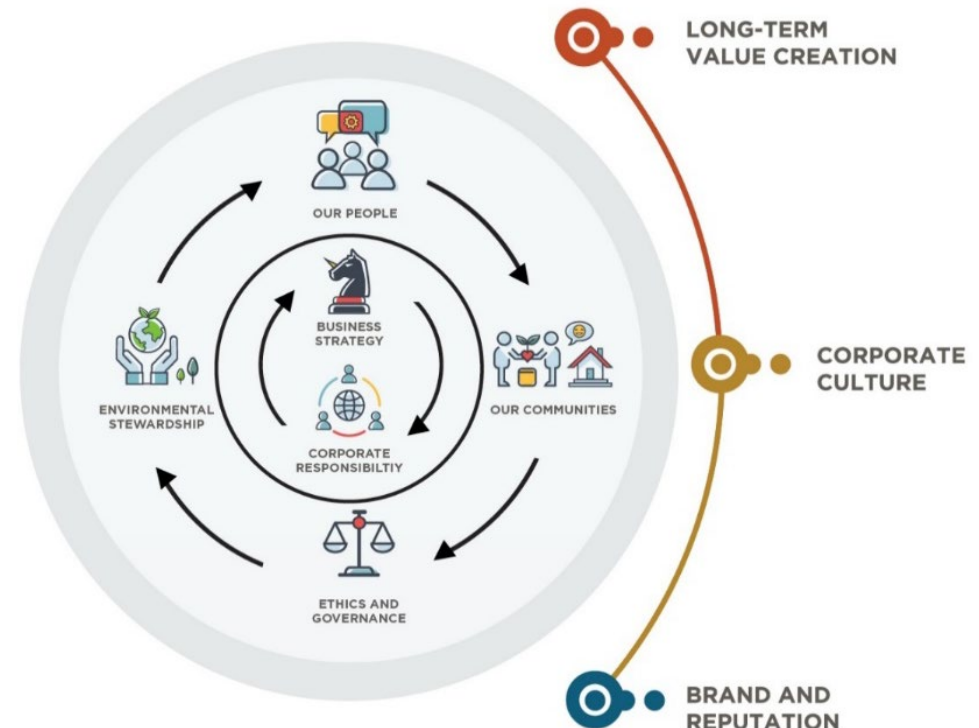 LONG-TERM
VALUE CREATION
OUR PEOPLE
BUSINESS
STRATEGY
CORPORATE
CULTURE
ENVIRONMENTAL
STEWARDSHIP
OUR COMMUNITIES
CORPORATE
RESPONSIBILTIY
ETHICS AND
GOVERNANCE
BRAND AND
REPUTATION